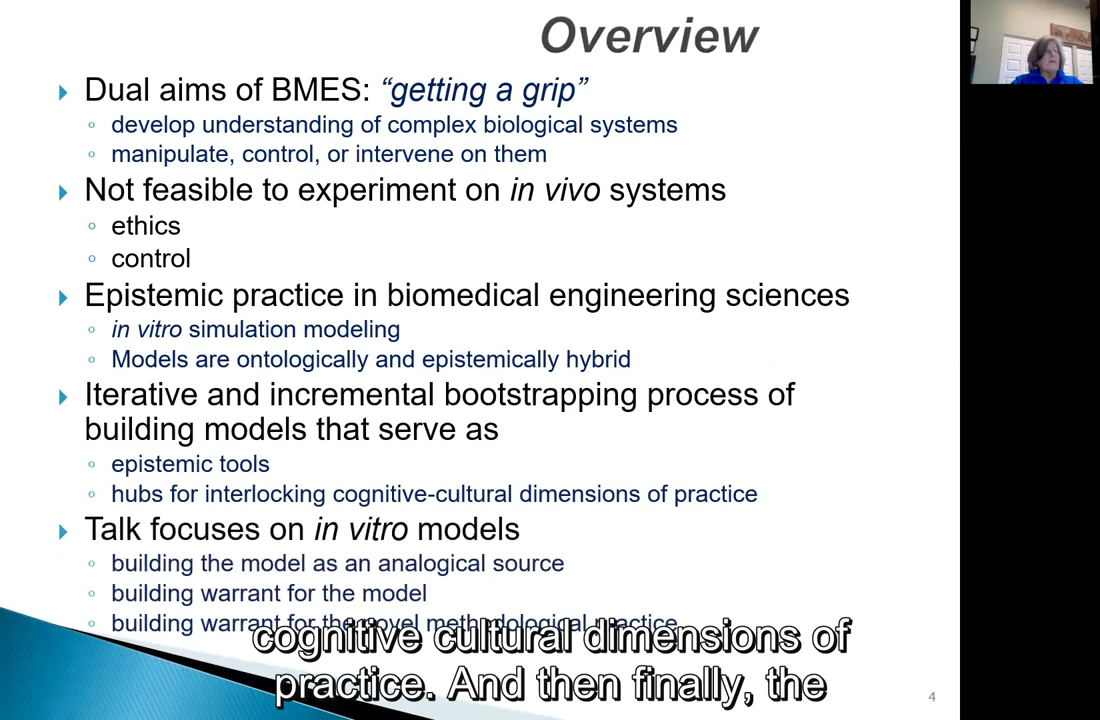 Overview
Dual aims of BMES: “getting a grip”
develop understanding of complex biological systems
manipulate, control, or intervene on them
Not feasible to experiment on in vivo systems
ethics
control
Epistemic practice in biomedical engineering sciences
in vitro simulation modeling
Models are ontologically and epistemically hybrid
Iterative and incremental bootstrapping process of
building models that serve as
epistemic tools
hubs for interlocking cognitive-cultural dimensions of practice
Talk focuses on in vitro models
building the model as an analogical source
building warrant for the model
building warrant for the novel methodological practice
cognitive cultural dimensions of
practice. And then finally, the
4